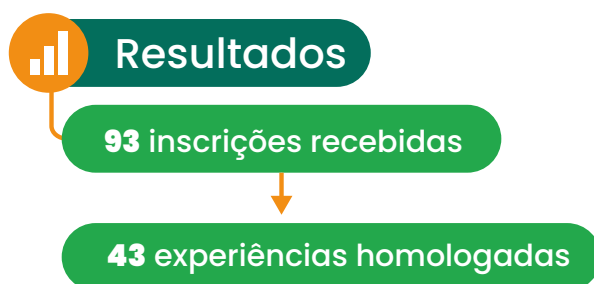 Resultados
93 inscrições recebidas
43 experiências homologadas